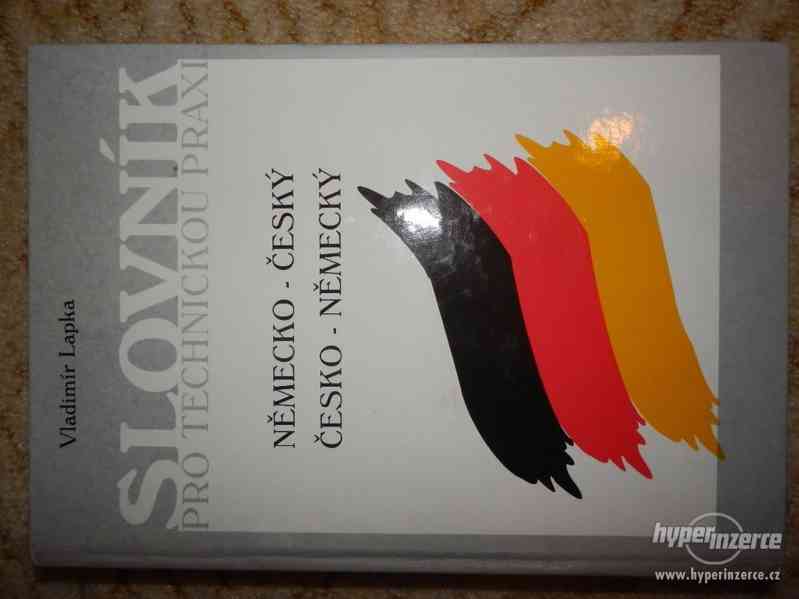 Vladimír Lapka
SLOVNÍK
PRO TECHNICKOU PRAXI
NĚMECKO - ČESKÝ
ČESKO - NĚMECKÝ
hyperinzerce
www.hyperinzerce.cz